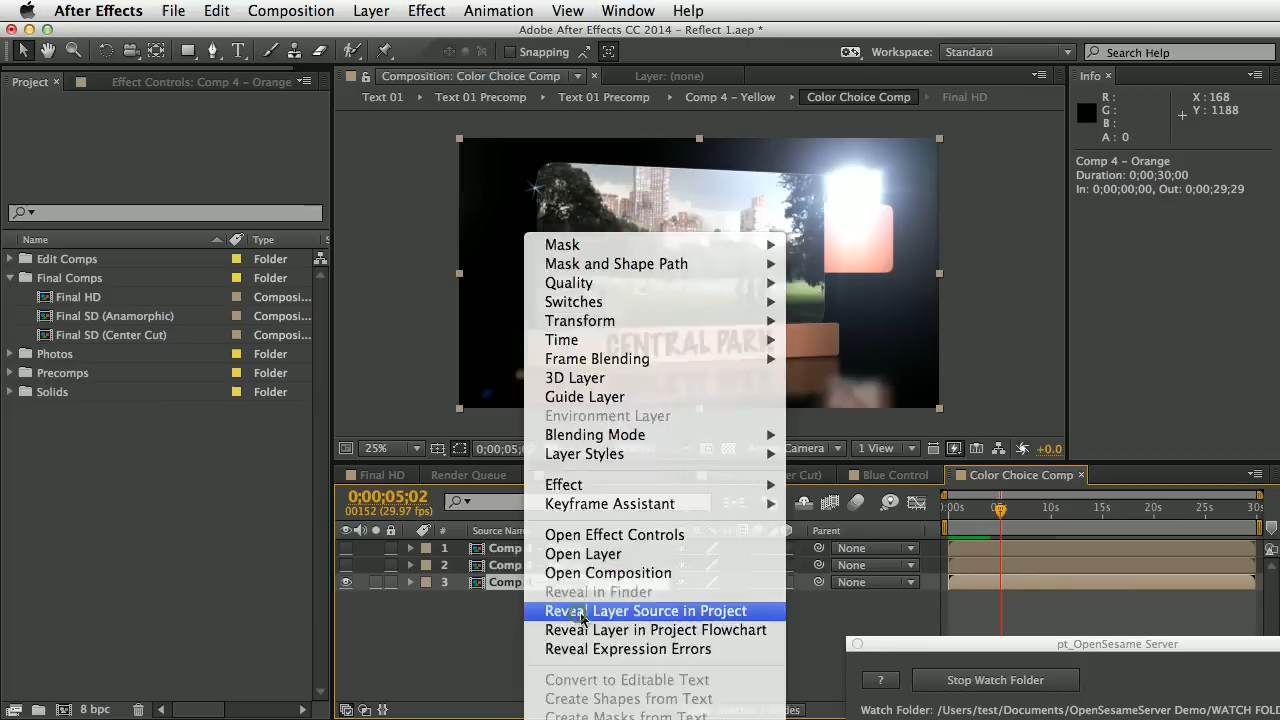 After Effects File Edit Composition Layer Effect Animation View Window Help
Adobe After Effects CC 2014 - Reflect 1.aep *
T Snapping Workspace: Standard Search Help
Project × Effect Controls: Comp 4 – Orange
Composition: Color Choice Comp × Layer: (none)
Info ×
Text 01 Text 01 Precomp Text 01 Precomp Comp 4 – Yellow Color Choice Comp Final HD
R :
G :
B :
A : 0
X : 168
Y : 1188
Comp 4 – Orange
Duration: 0;00;30;00
In: 0;00;00;00, Out: 0;00;29;29
Name Type S
Edit Comps Folder
Final Comps Folder
Final HD Composi...
Final SD (Anamorphic) Composi...
Final SD (Center Cut) Composi...
Photos Folder
Precomps Folder
Solids Folder
8 bpc
CENTRAL PARK
Mask
Mask and Shape Path
Quality
Switches
Transform
Time
Frame Blending
3D Layer
Guide Layer
Environment Layer
Blending Mode
Layer Styles
Effect
Keyframe Assistant
Open Effect Controls
Open Layer
Open Composition
Reveal in Finder
Reveal Layer Source in Project
Reveal Layer in Project Flowchart
Reveal Expression Errors
Convert to Editable Text
Create Shapes from Text
Create Masks from Text
25% 0;00;05;0 Camera 1 View +0.0
Final HD Render Queue Cut) Blue Control Color Choice Comp ×
0;00;05;02
00152 (29.97 fps)
:00s 05s 10s 15s 20s 25s 30s
# Source Name Parent
1 Comp None
2 Comp None
3 Comp None
pt_OpenSesame Server
? Stop Watch Folder
Watch Folder: /Users/test/Documents/OpenSesameServer Demo/WATCH FOLD